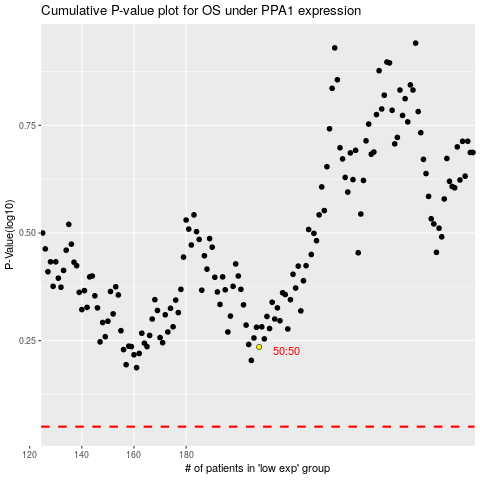 Cumulative P-value plot for OS under PPA1 expression
P-Value(log10)
0.75
0.50
0.25
50:50
120 140 160 180
# of patients in 'low exp' group